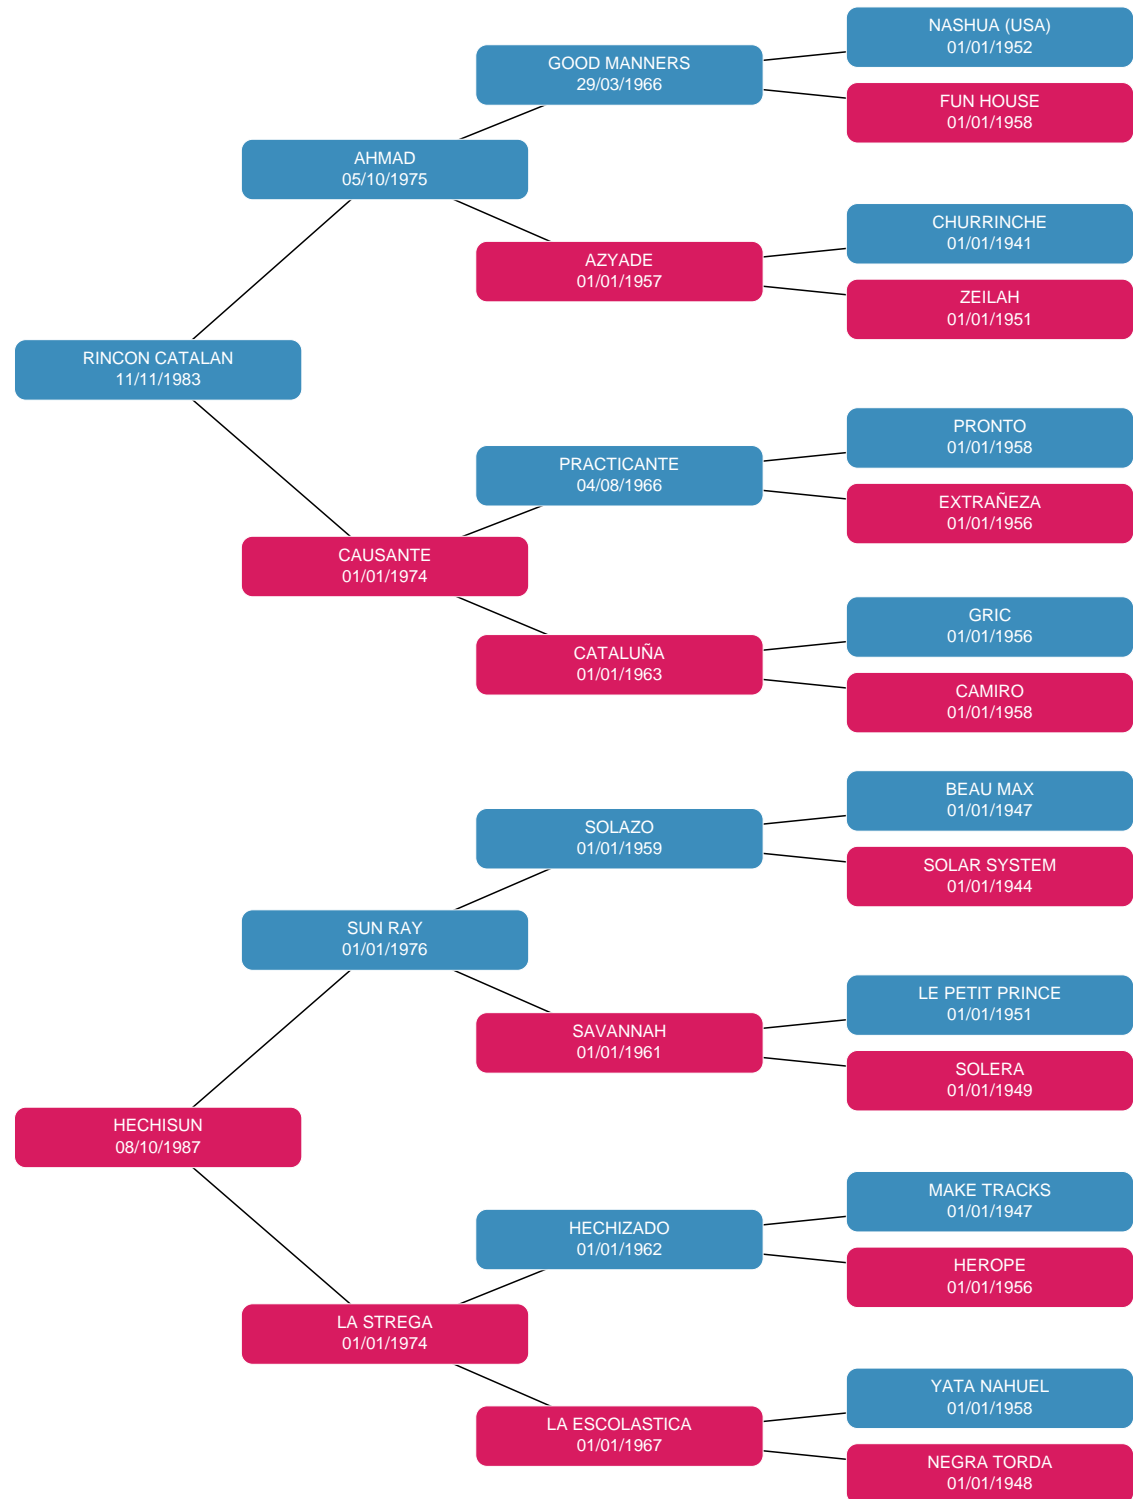 NASHUA (USA)
01/01/1952
GOOD MANNERS
29/03/1966
FUN HOUSE
01/01/1958
AHMAD
05/10/1975
CHURRINCHE
01/01/1941
AZYADE
01/01/1957
ZEILAH
01/01/1951
RINCON CATALAN
11/11/1983
PRONTO
01/01/1958
PRACTICANTE
04/08/1966
EXTRAÑEZA
01/01/1956
CAUSANTE
01/01/1974
GRIC
01/01/1956
CATALUÑA
01/01/1963
CAMIRO
01/01/1958
BEAU MAX
01/01/1947
SOLAZO
01/01/1959
SOLAR SYSTEM
01/01/1944
SUN RAY
01/01/1976
LE PETIT PRINCE
01/01/1951
SAVANNAH
01/01/1961
SOLERA
01/01/1949
HECHISUN
08/10/1987
MAKE TRACKS
01/01/1947
HECHIZADO
01/01/1962
HEROPE
01/01/1956
LA STREGA
01/01/1974
YATA NAHUEL
01/01/1958
LA ESCOLASTICA
01/01/1967
NEGRA TORDA
01/01/1948